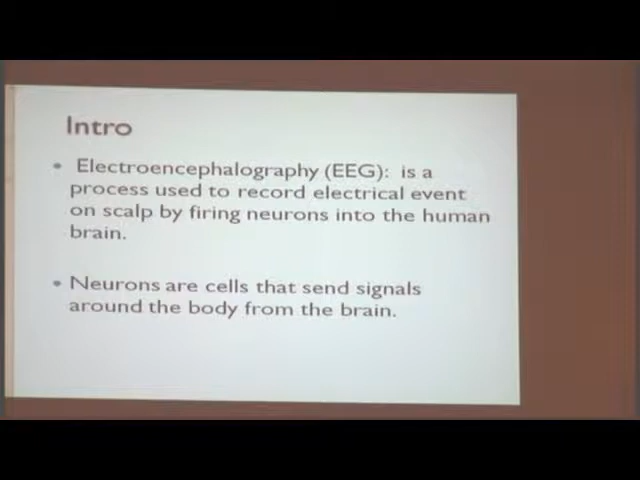 Intro
• Electroencephalography (EEG): is a
process used to record electrical event
on scalp by firing neurons into the human
brain.
• Neurons are cells that send signals
around the body from the brain.